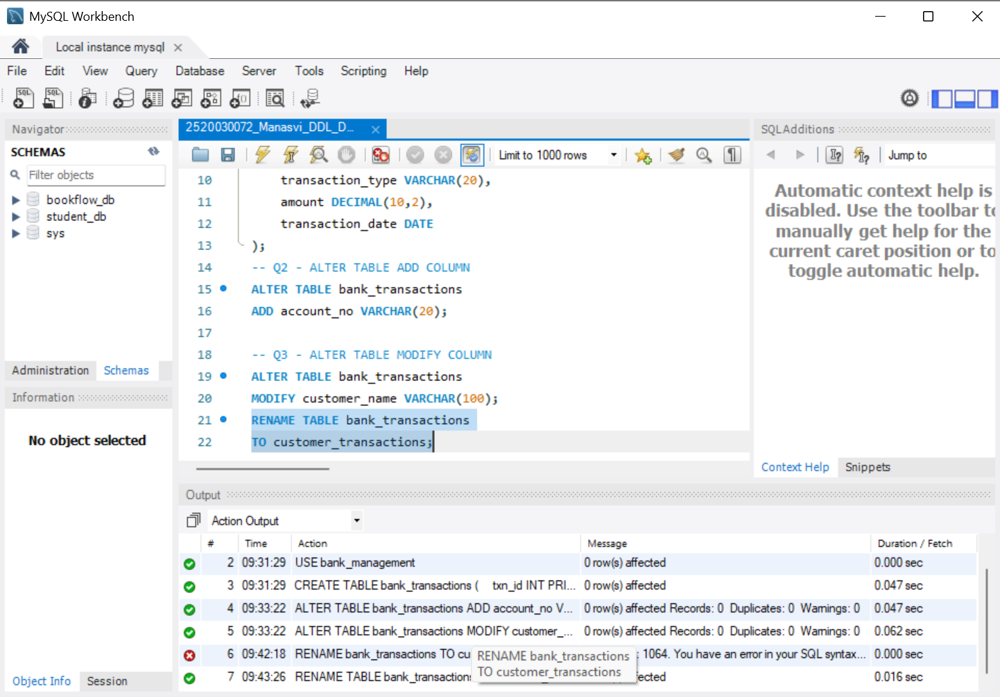 MySQL Workbench
Local instance mysql
File Edit View Query Database Server Tools Scripting Help
Navigator
SCHEMAS
Filter objects
bookflow_db
student_db
sys
Administration Schemas
Information
No object selected
Object Info Session
2520030072_Manasvi_DDL_D...
Limit to 1000 rows
10 transaction_type VARCHAR(20),
11 amount DECIMAL(10,2),
12 transaction_date DATE
13 );
14 -- Q2 - ALTER TABLE ADD COLUMN
15 ALTER TABLE bank_transactions
16 ADD account_no VARCHAR(20);
17
18 -- Q3 - ALTER TABLE MODIFY COLUMN
19 ALTER TABLE bank_transactions
20 MODIFY customer_name VARCHAR(100);
21 RENAME TABLE bank_transactions
22 TO customer_transactions;
SQLAdditions
Jump to
Automatic context help is
disabled. Use the toolbar to
manually get help for the
current caret position or to
toggle automatic help.
Context Help Snippets
Output
Action Output
# Time Action Message Duration / Fetch
2 09:31:29 USE bank_management 0 row(s) affected 0.000 sec
3 09:31:29 CREATE TABLE bank_transactions ( txn_id INT PRI... 0 row(s) affected 0.047 sec
4 09:33:22 ALTER TABLE bank_transactions ADD account_no V... 0 row(s) affected Records: 0 Duplicates: 0 Warnings: 0 0.047 sec
5 09:33:22 ALTER TABLE bank_transactions MODIFY customer_... 0 row(s) affected Records: 0 Duplicates: 0 Warnings: 0 0.062 sec
6 09:42:18 RENAME bank_transactions TO cu : 1064. You have an error in your SQL syntax... 0.000 sec
7 09:43:26 RENAME TABLE bank_transactions fected 0.016 sec
RENAME bank_transactions
TO customer_transactions